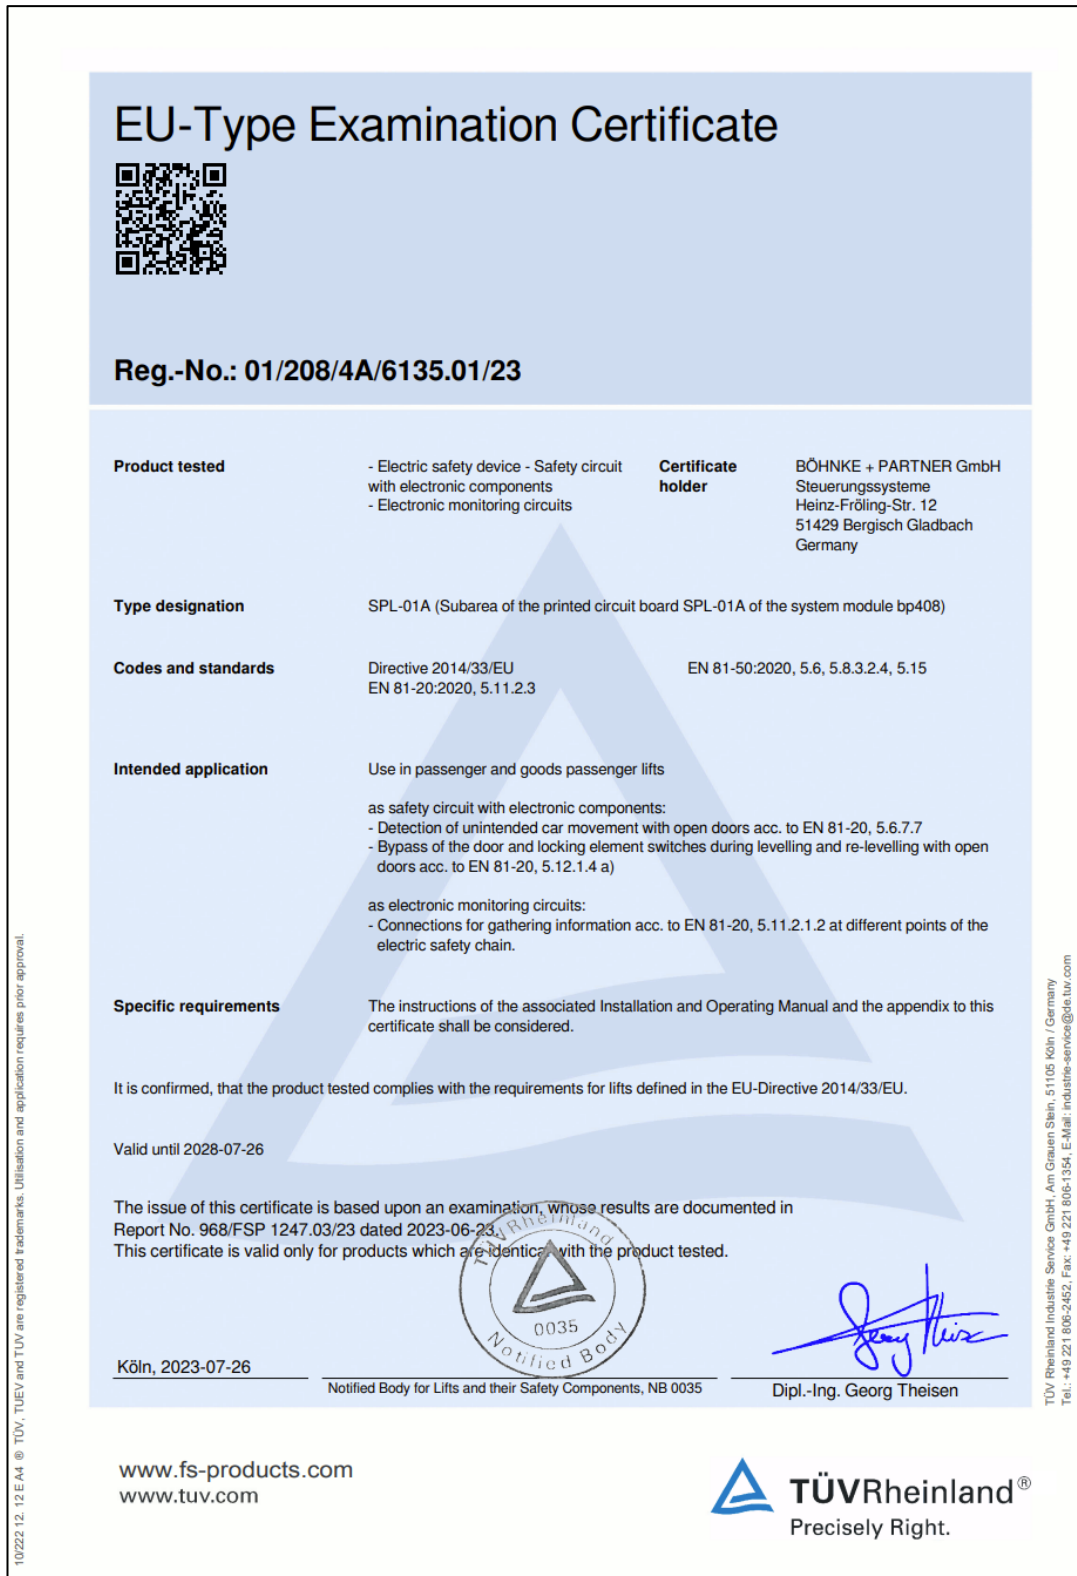 EU-Type Examination Certificate
Reg.-No.: 01/208/4A/6135.01/23
Product tested
- Electric safety device - Safety circuit
with electronic components
- Electronic monitoring circuits
Certificate
holder
BÖHNKE + PARTNER GmbH
Steuerungssysteme
Heinz-Fröling-Str. 12
51429 Bergisch Gladbach
Germany
Type designation
SPL-01A (Subarea of the printed circuit board SPL-01A of the system module bp408)
Codes and standards
Directive 2014/33/EU
EN 81-20:2020, 5.11.2.3
EN 81-50:2020, 5.6, 5.8.3.2.4, 5.15
Intended application
Use in passenger and goods passenger lifts
as safety circuit with electronic components:
- Detection of unintended car movement with open doors acc. to EN 81-20, 5.6.7.7
- Bypass of the door and locking element switches during levelling and re-levelling with open
doors acc. to EN 81-20, 5.12.1.4 a)
as electronic monitoring circuits:
- Connections for gathering information acc. to EN 81-20, 5.11.2.1.2 at different points of the
electric safety chain.
Specific requirements
The instructions of the associated Installation and Operating Manual and the appendix to this
certificate shall be considered.
It is confirmed, that the product tested complies with the requirements for lifts defined in the EU-Directive 2014/33/EU.
Valid until 2028-07-26
The issue of this certificate is based upon an examination, whose results are documented in
Report No. 968/FSP 1247.03/23 dated 2023-06-23.
This certificate is valid only for products which are identical with the product tested.
TÜVRheinland
0035
Notified Body
Köln, 2023-07-26
Notified Body for Lifts and their Safety Components, NB 0035
Dipl.-Ing. Georg Theisen
www.fs-products.com
www.tuv.com
TÜVRheinland®
Precisely Right.
10/222 12. 12 E A4 ® TÜV, TUEV and TUV are registered trademarks. Utilisation and application requires prior approval.
TÜV Rheinland Industrie Service GmbH, Am Grauen Stein, 51105 Köln / Germany
Tel.: +49 221 806-2452, Fax: +49 221 806-1354, E-Mail: industrie-service@de.tuv.com